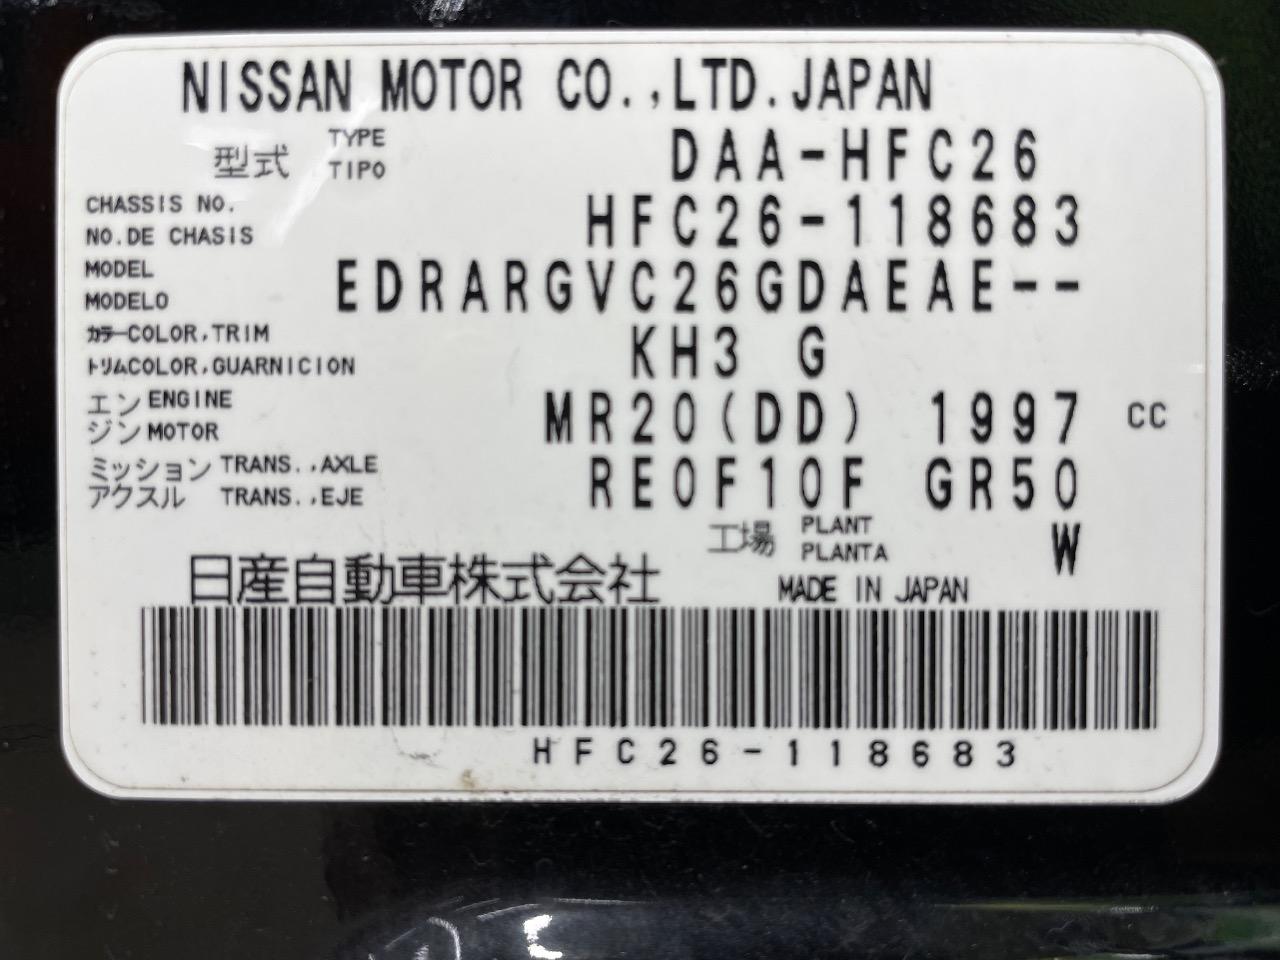 NISSAN MOTOR CO.,LTD.JAPAN
型式 TYPE TIPO DAA-HFC26
CHASSIS NO.
NO.DE CHASIS HFC26-118683
MODEL
MODELO EDRARGVC26GDAEAE--
カラーCOLOR,TRIM
トリムCOLOR,GUARNICION KH3 G
エンジン ENGINE MOTOR MR20(DD) 1997 CC
ミッション TRANS.,AXLE
アクスル TRANS.,EJE RE0F10F GR50
工場 PLANT PLANTA W
日産自動車株式会社 MADE IN JAPAN
HFC26-118683